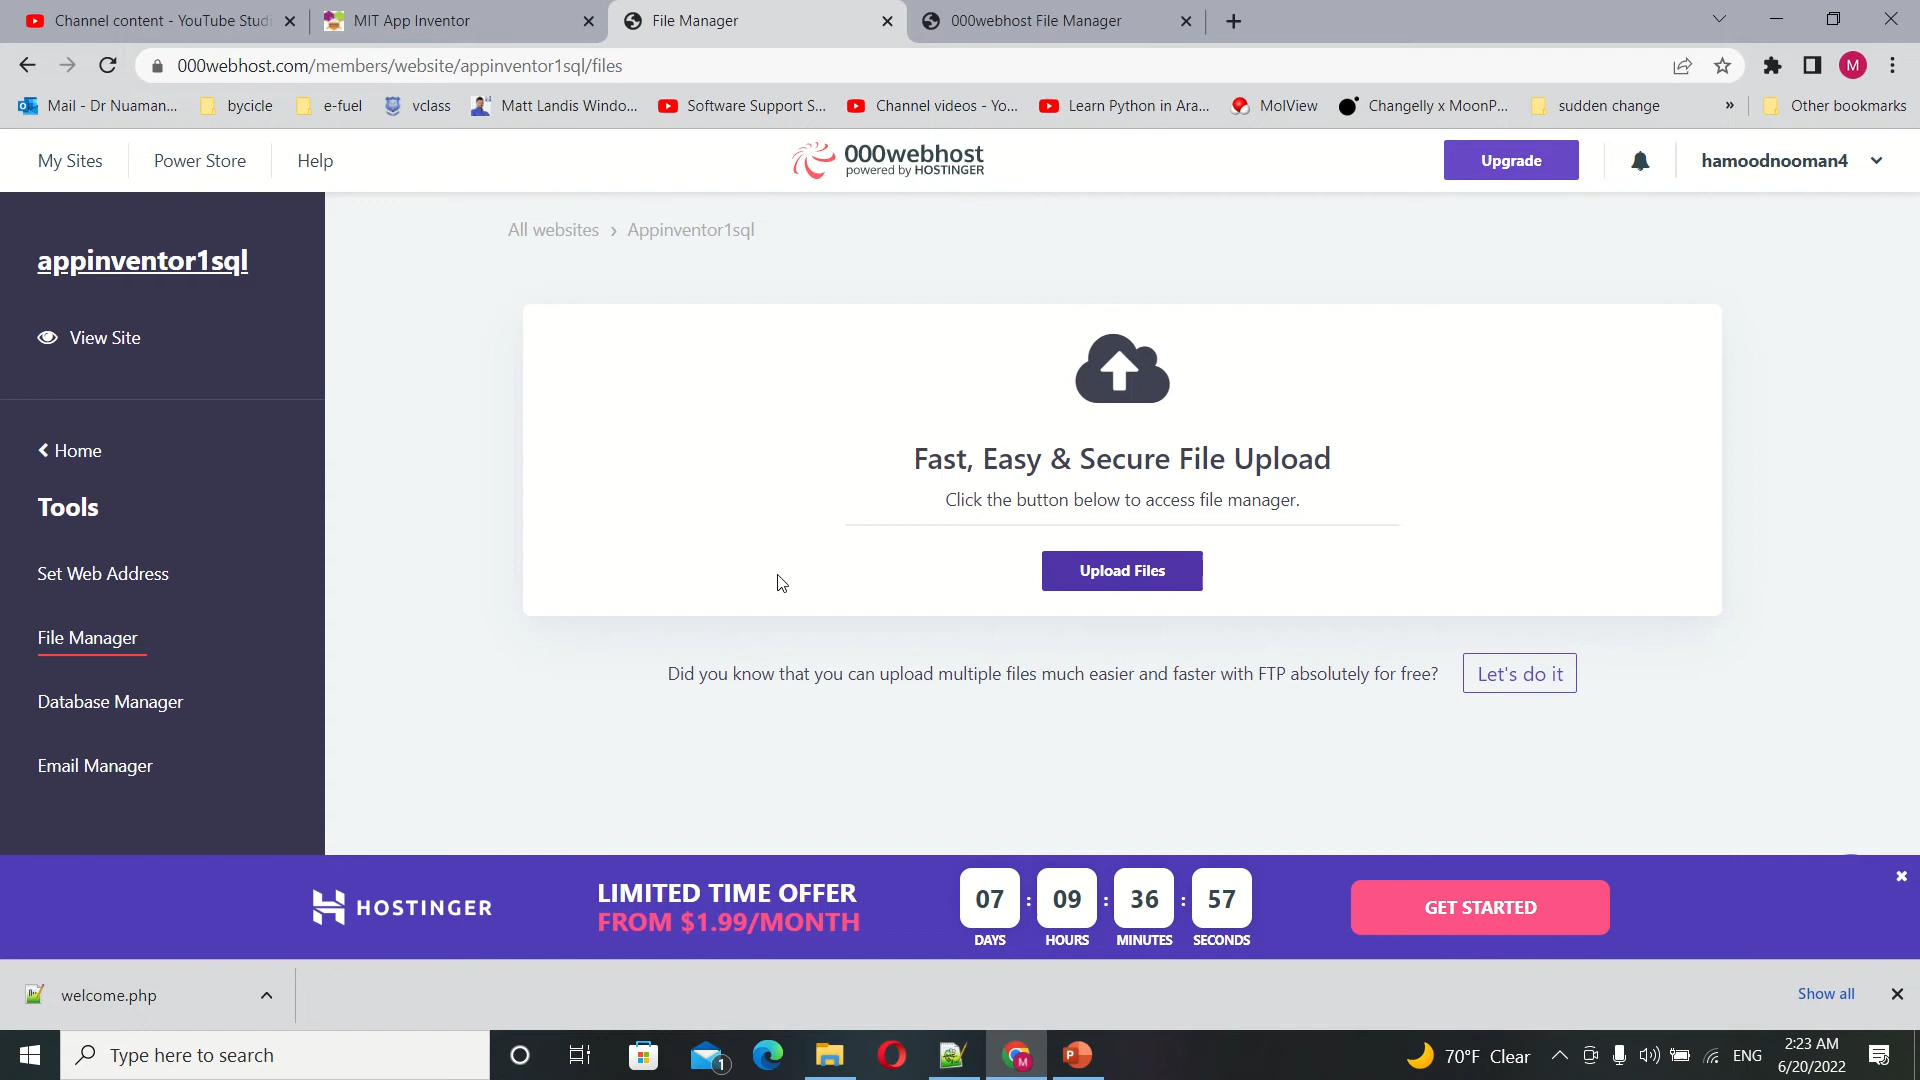 Channel content - YouTube Studi
MIT App Inventor
File Manager
000webhost File Manager
000webhost.com/members/website/appinventor1sql/files
M
Mail - Dr Nuaman...
bycicle
e-fuel
vclass
Matt Landis Windo...
Software Support S...
Channel videos - Yo...
Learn Python in Ara...
MolView
Changelly x MoonP...
sudden change
»
Other bookmarks
My Sites
Power Store
Help
000webhost
powered by HOSTINGER
Upgrade
hamoodnooman4
appinventor1sql
View Site
Home
Tools
Set Web Address
File Manager
Database Manager
Email Manager
All websites › Appinventor1sql
Fast, Easy & Secure File Upload
Click the button below to access file manager.
Upload Files
Did you know that you can upload multiple files much easier and faster with FTP absolutely for free?
Let's do it
HOSTINGER
LIMITED TIME OFFER
FROM $1.99/MONTH
07 : 09 : 36 : 57
DAYS HOURS MINUTES SECONDS
GET STARTED
welcome.php
Show all
Type here to search
1
70°F Clear
ENG
2:23 AM
6/20/2022